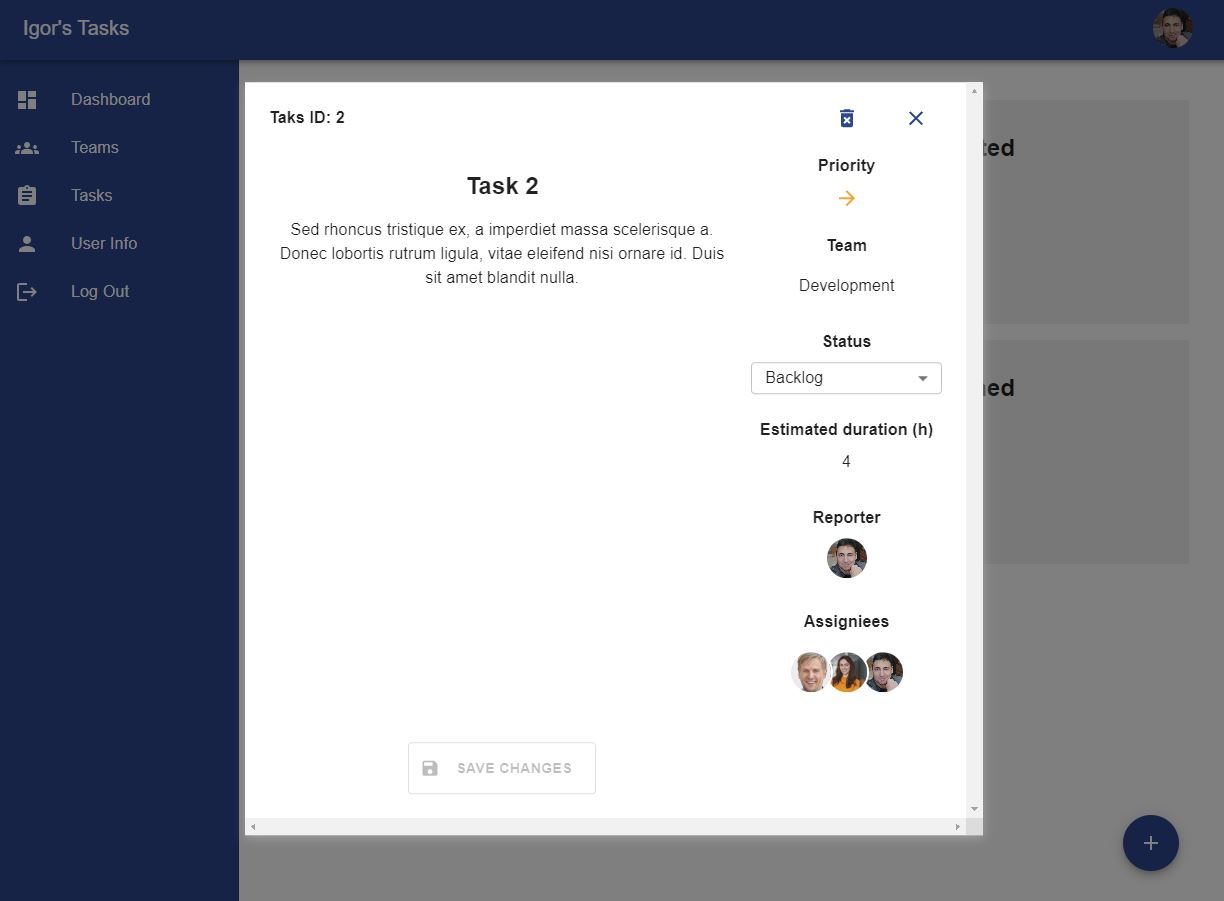 Igor's Tasks
Dashboard
Teams
Tasks
User Info
Log Out
Taks ID: 2
Task 2
Sed rhoncus tristique ex, a imperdiet massa scelerisque a.
Donec lobortis rutrum ligula, vitae eleifend nisi ornare id. Duis
sit amet blandit nulla.
Priority
Team
Development
Status
Backlog
Estimated duration (h)
4
Reporter
Assigniees
SAVE CHANGES